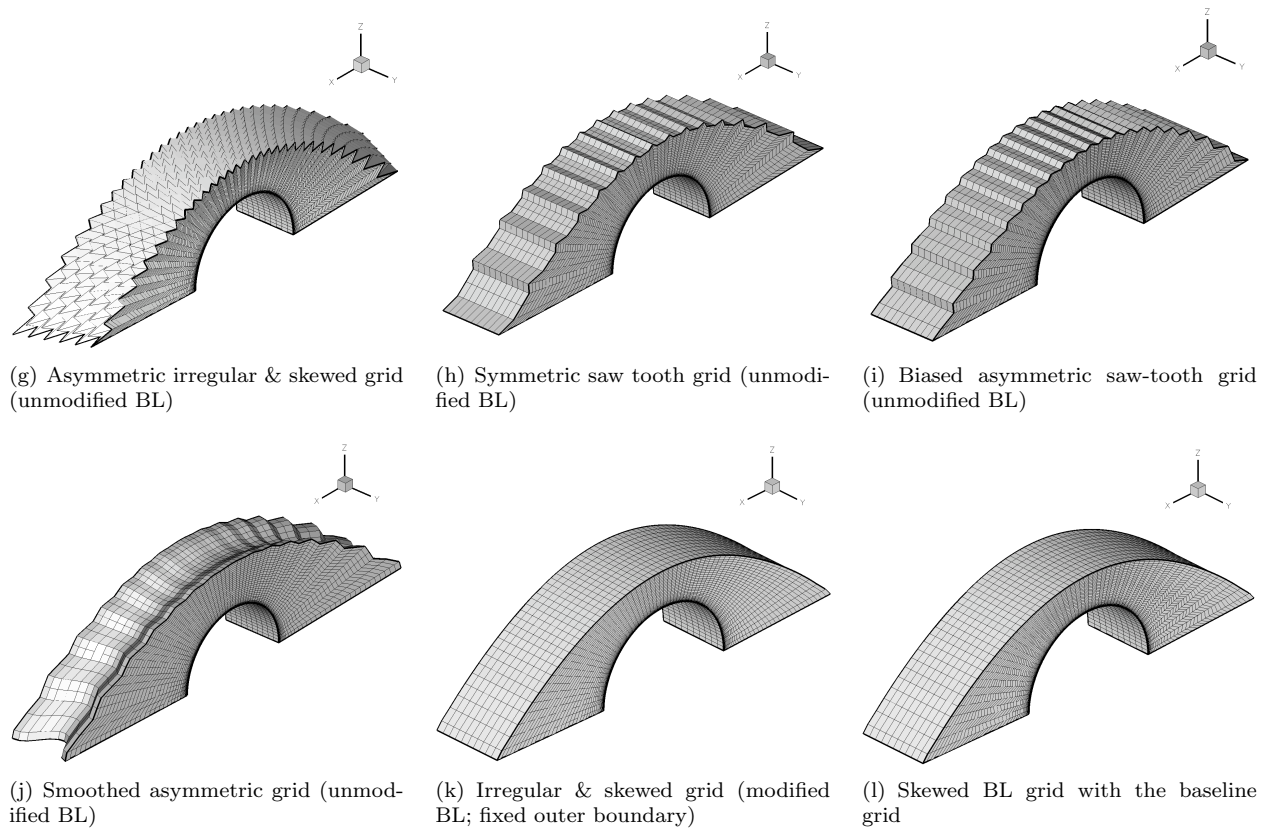 Z
X
Y
Z
X
Y
Z
X
Y
(g) Asymmetric irregular & skewed grid
(unmodified BL)
(h) Symmetric saw tooth grid (unmodi-
fied BL)
(i) Biased asymmetric saw-tooth grid
(unmodified BL)
Z
X
Y
Z
X
Y
Z
X
Y
(j) Smoothed asymmetric grid (unmod-
ified BL)
(k) Irregular & skewed grid (modified
BL; fixed outer boundary)
(l) Skewed BL grid with the baseline
grid